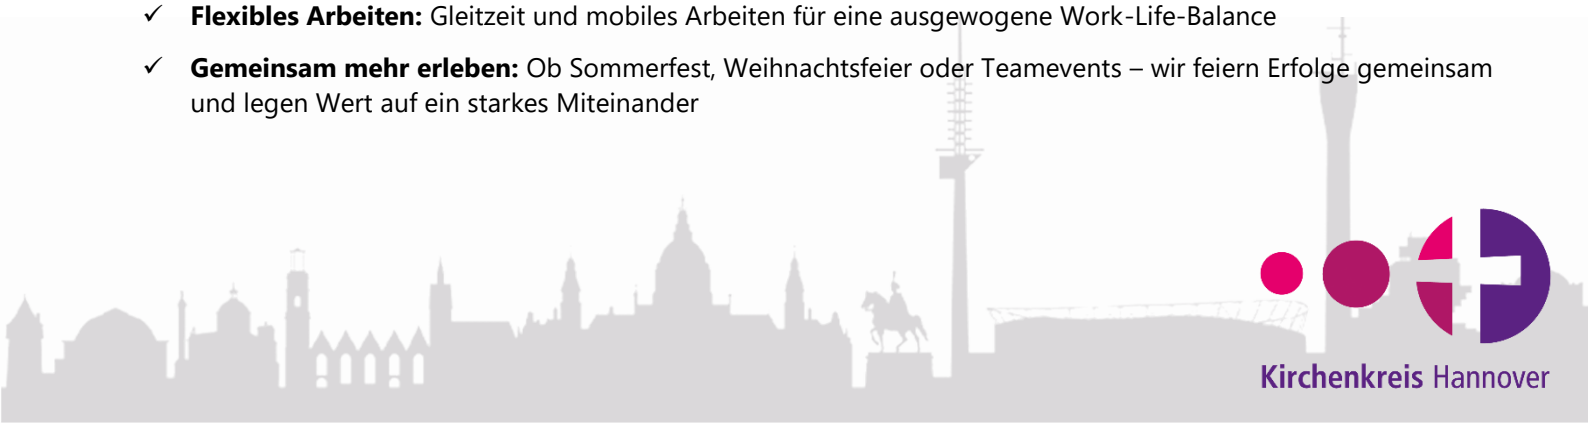 ✓ Flexibles Arbeiten: Gleitzeit und mobiles Arbeiten für eine ausgewogene Work-Life-Balance
✓ Gemeinsam mehr erleben: Ob Sommerfest, Weihnachtsfeier oder Teamevents – wir feiern Erfolge gemeinsam
und legen Wert auf ein starkes Miteinander
Kirchenkreis Hannover